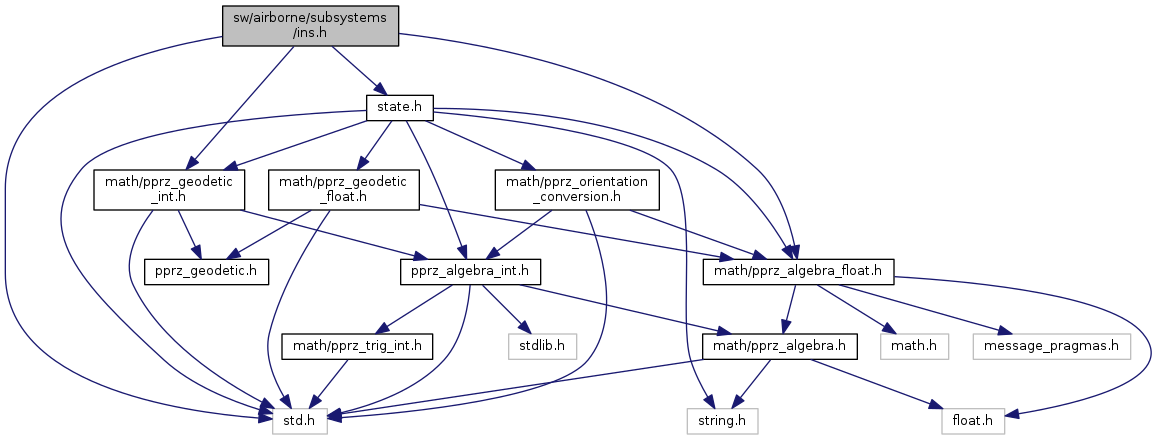 sw/airborne/subsystems
/ins.h
state.h
math/pprz_geodetic
_int.h
math/pprz_geodetic
_float.h
math/pprz_orientation
_conversion.h
pprz_geodetic.h
pprz_algebra_int.h
math/pprz_algebra_float.h
math/pprz_trig_int.h
stdlib.h
math/pprz_algebra.h
math.h
message_pragmas.h
std.h
string.h
float.h